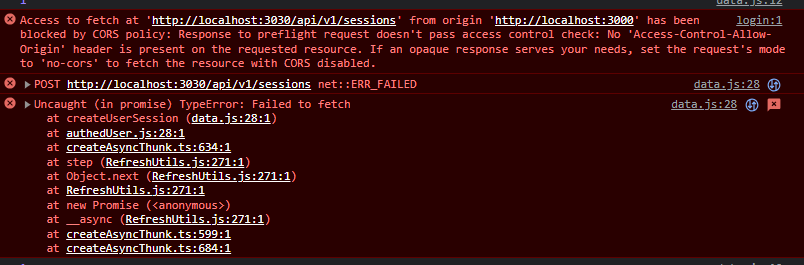 Access to fetch at 'http://localhost:3030/api/v1/sessions' from origin 'http://localhost:3000' has been login:1
blocked by CORS policy: Response to preflight request doesn't pass access control check: No 'Access-Control-Allow-
Origin' header is present on the requested resource. If an opaque response serves your needs, set the request's mode
to 'no-cors' to fetch the resource with CORS disabled.
POST http://localhost:3030/api/v1/sessions net::ERR_FAILED data.js:28
Uncaught (in promise) TypeError: Failed to fetch data.js:28
at createUserSession (data.js:28:1)
at authedUser.js:28:1
at createAsyncThunk.ts:634:1
at step (RefreshUtils.js:271:1)
at Object.next (RefreshUtils.js:271:1)
at RefreshUtils.js:271:1
at new Promise (<anonymous>)
at __async (RefreshUtils.js:271:1)
at createAsyncThunk.ts:599:1
at createAsyncThunk.ts:684:1